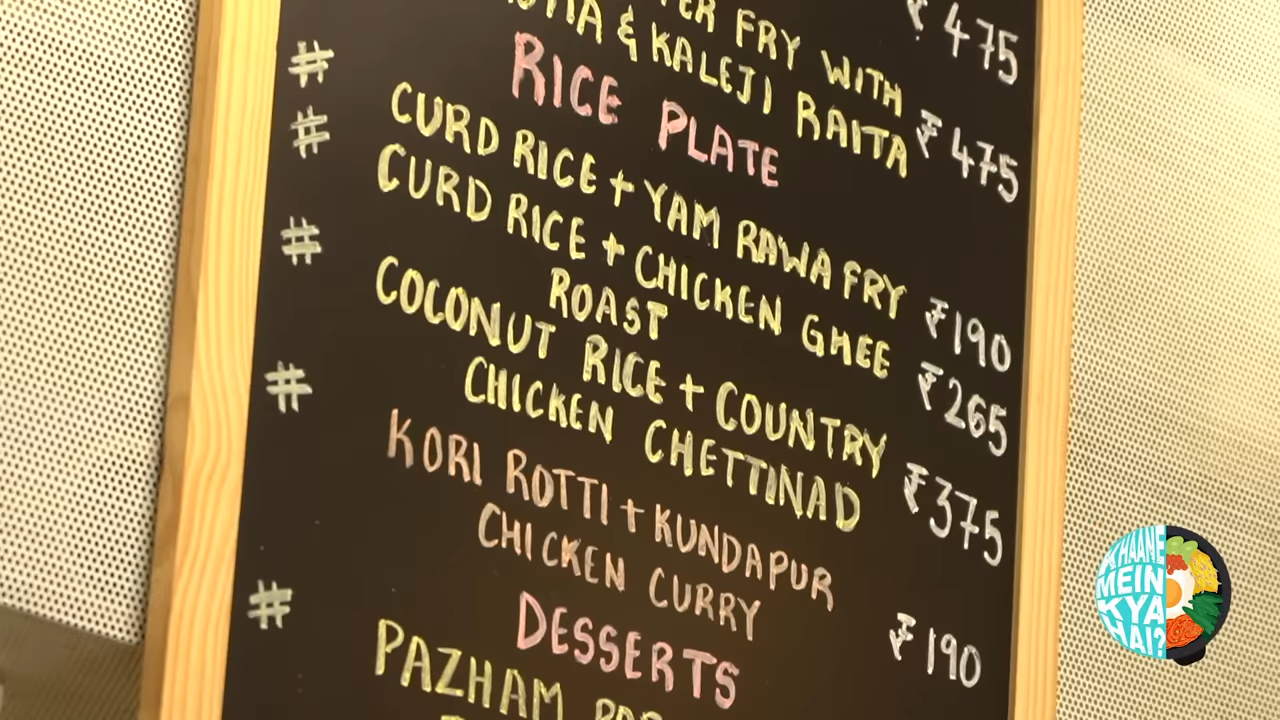 ₹475
FRY WITH
& KALEJI RAITA ₹475
RICE PLATE
# CURD RICE + YAM RAWA FRY ₹190
# CURD RICE + CHICKEN GHEE ₹265
ROAST
# COCONUT RICE + COUNTRY ₹375
CHICKEN CHETTINAD
# KORI ROTTI + KUNDAPUR ₹190
CHICKEN CURRY
DESSERTS
# PAZHAM
KHAANE
MEIN
KYA
HAI?